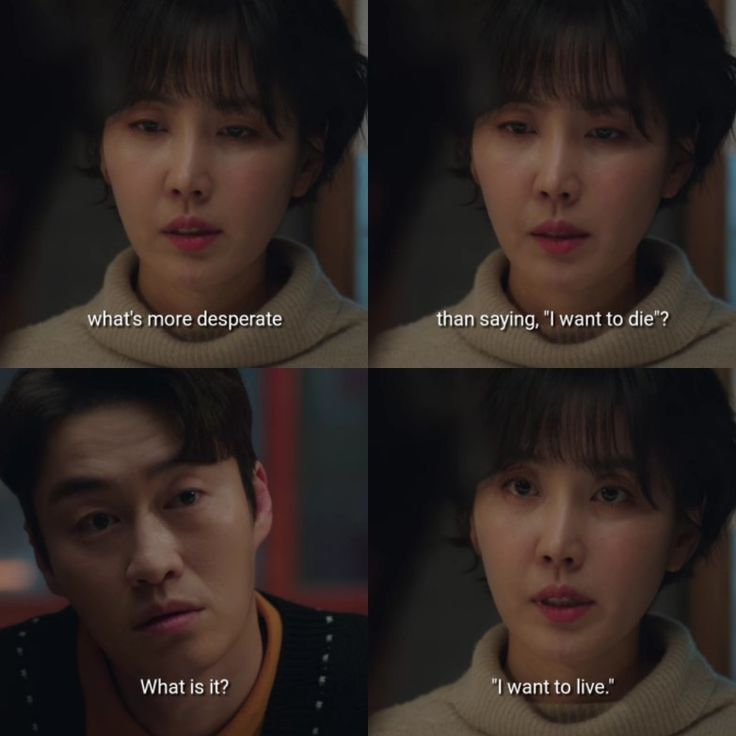 what's more desperate
than saying, "I want to die"?
What is it?
"I want to live."